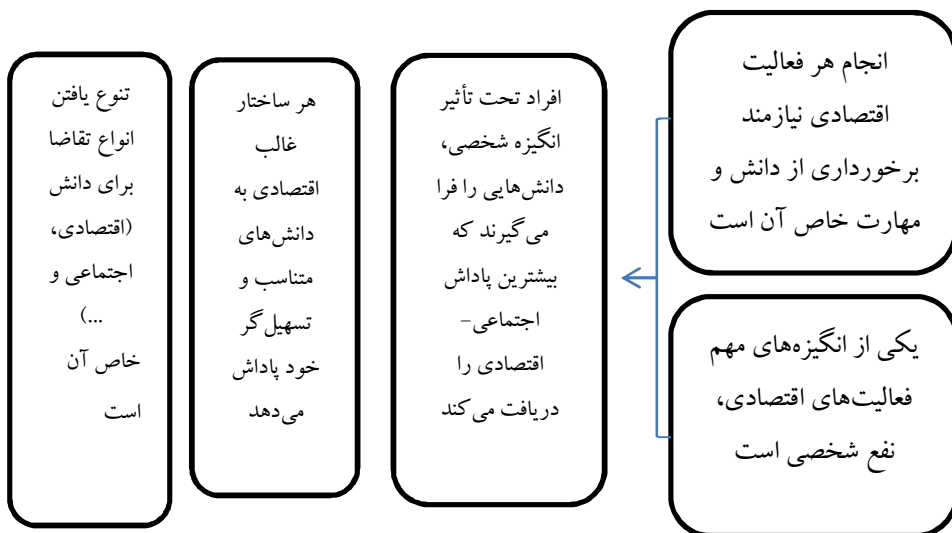 انجام هر فعالیت
اقتصادی نیازمند
برخورداری از دانش و
مهارت خاص آن است
یکی از انگیزه‌های مهم
فعالیت‌های اقتصادی،
نفع شخصی است
افراد تحت تأثیر
انگیزه شخصی،
دانش‌هایی را فرا
می‌گیرند که
بیشترین پاداش
اجتماعی–
اقتصادی را
دریافت می‌کند
هر ساختار
غالب
اقتصادی به
دانش‌های
متناسب و
تسهیل‌گر
خود پاداش
می‌دهد
تنوع یافتن
انواع تقاضا
برای دانش
(اقتصادی،
اجتماعی و
...)
خاص آن
است